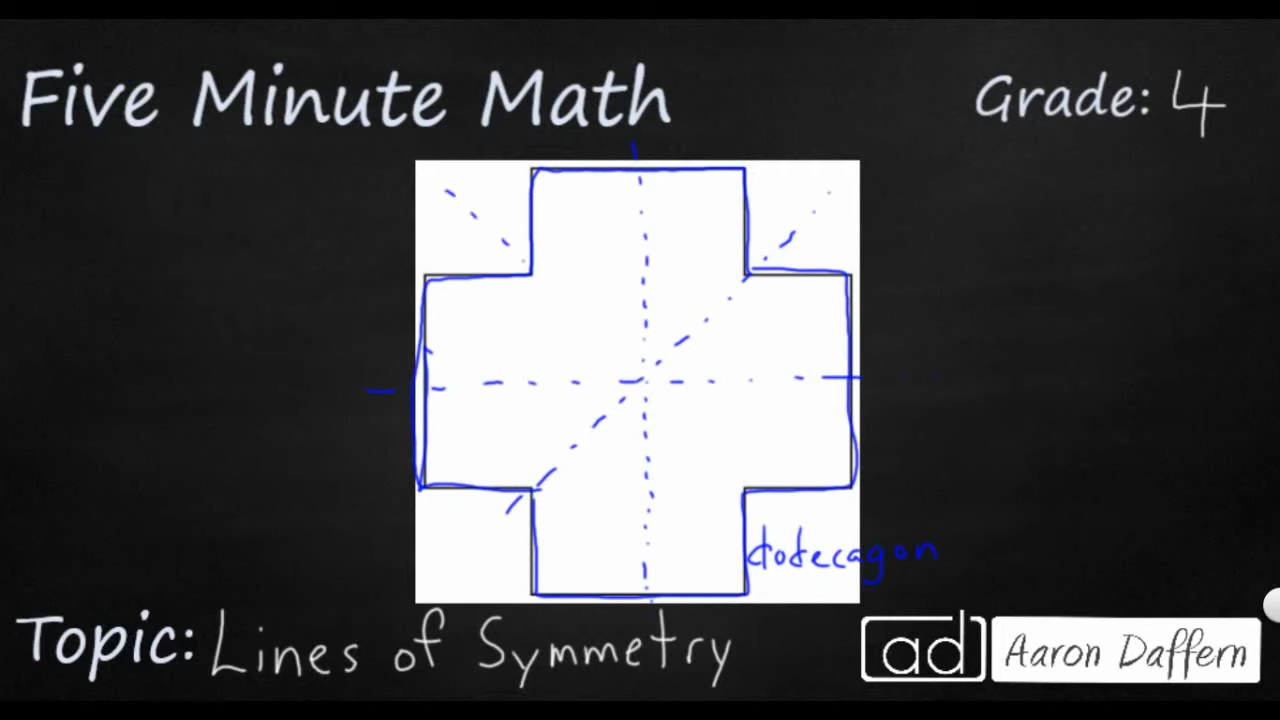 Five Minute Math
Grade: 4
dodecagon
Topic: Lines of Symmetry
ad Aaron Daffern